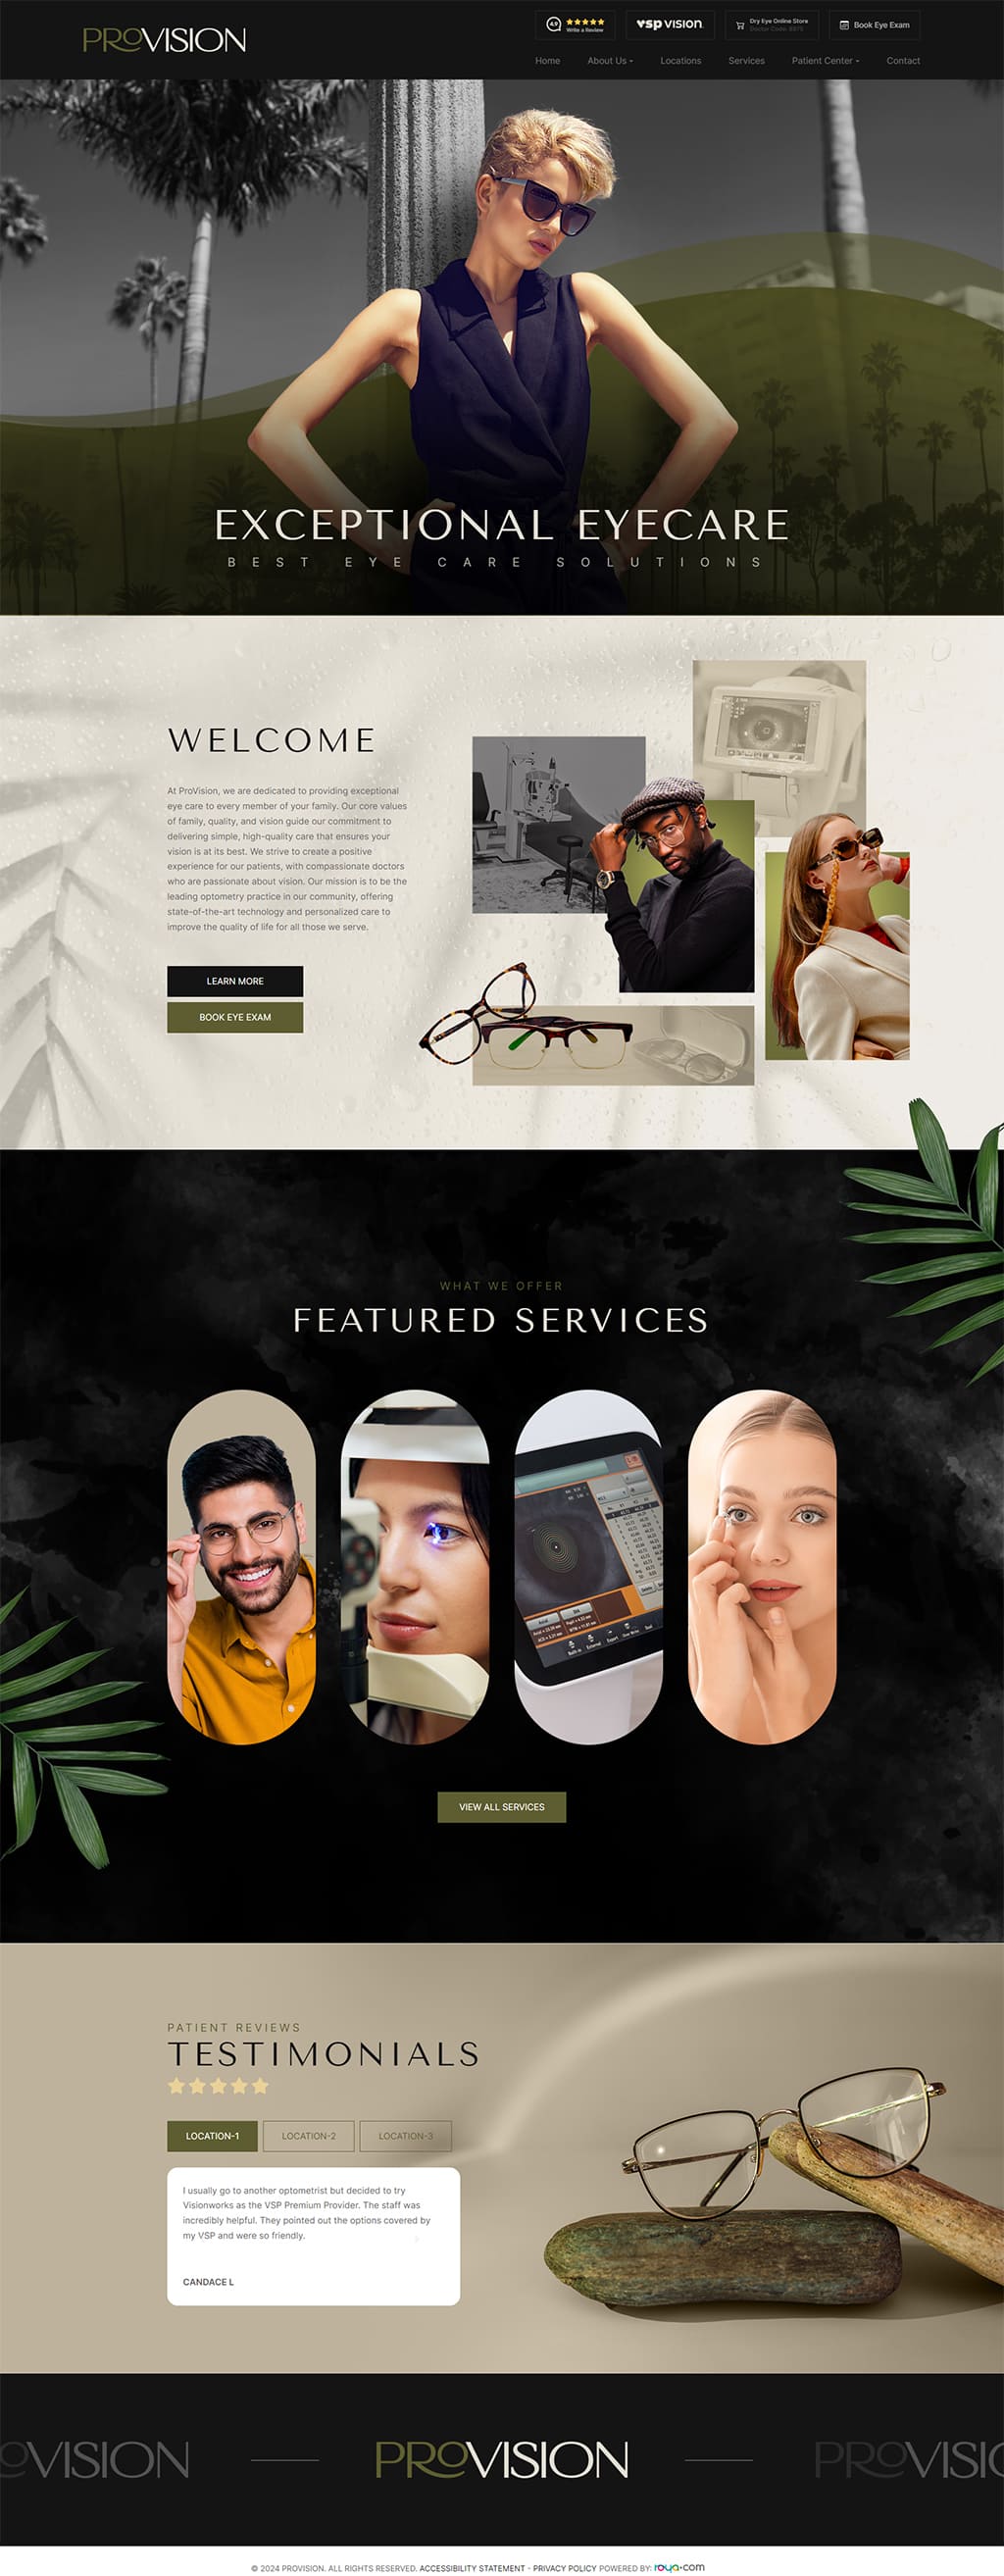 PROVISION
4.9
Write a Review
vsp vision
Dry Eye Online Store
Doctor Code: 8975
Book Eye Exam
Home
About Us
Locations
Services
Patient Center
Contact
EXCEPTIONAL EYECARE
BEST EYE CARE SOLUTIONS
WELCOME
At ProVision, we are dedicated to providing exceptional
eye care to every member of your family. Our core values
of family, quality, and vision guide our commitment to
delivering simple, high-quality care that ensures your
vision is at its best. We strive to create a positive
experience for our patients, with compassionate doctors
who are passionate about vision. Our mission is to be the
leading optometry practice in our community, offering
state-of-the-art technology and personalized care to
improve the quality of life for all those we serve.
LEARN MORE
BOOK EYE EXAM
WHAT WE OFFER
FEATURED SERVICES
VIEW ALL SERVICES
PATIENT REVIEWS
TESTIMONIALS
LOCATION-1
LOCATION-2
LOCATION-3
I usually go to another optometrist but decided to try
Visionworks as the VSP Premium Provider. The staff was
incredibly helpful. They pointed out the options covered by
my VSP and were so friendly.
CANDACE L
OVISION
PROVISION
PROVISIO
© 2024 PROVISION. ALL RIGHTS RESERVED. ACCESSIBILITY STATEMENT - PRIVACY POLICY POWERED BY: roya.com